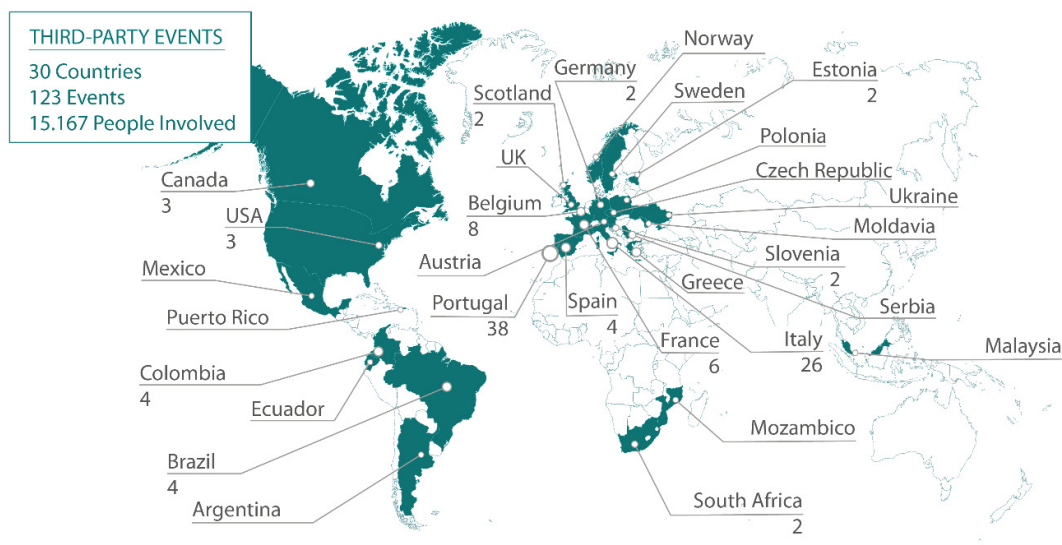 THIRD-PARTY EVENTS
30 Countries
123 Events
15.167 People Involved
Norway
Germany
2
Estonia
2
Scotland
2
Sweden
Polonia
UK
Czech Republic
Canada
3
Belgium
8
Ukraine
USA
3
Moldavia
Austria
Slovenia
2
Mexico
Greece
Portugal
38
Spain
4
Serbia
Puerto Rico
France
6
Italy
26
Malaysia
Colombia
4
Ecuador
Mozambico
Brazil
4
South Africa
2
Argentina